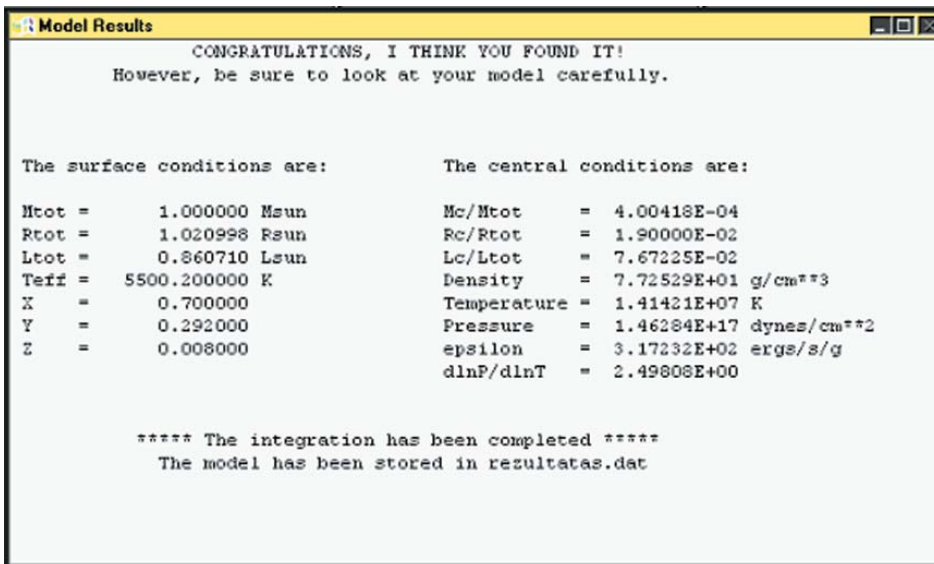 Model Results
CONGRATULATIONS, I THINK YOU FOUND IT!
However, be sure to look at your model carefully.
The surface conditions are: The central conditions are:
Mtot = 1.000000 Msun Mc/Mtot = 4.00418E-04
Rtot = 1.020998 Rsun Rc/Rtot = 1.90000E-02
Ltot = 0.860710 Lsun Lc/Ltot = 7.67225E-02
Teff = 5500.200000 K Density = 7.72529E+01 g/cm**3
X = 0.700000 Temperature = 1.41421E+07 K
Y = 0.292000 Pressure = 1.46284E+17 dynes/cm**2
Z = 0.008000 epsilon = 3.17232E+02 ergs/s/g
dlnP/dlnT = 2.49808E+00
***** The integration has been completed *****
The model has been stored in rezultatas.dat